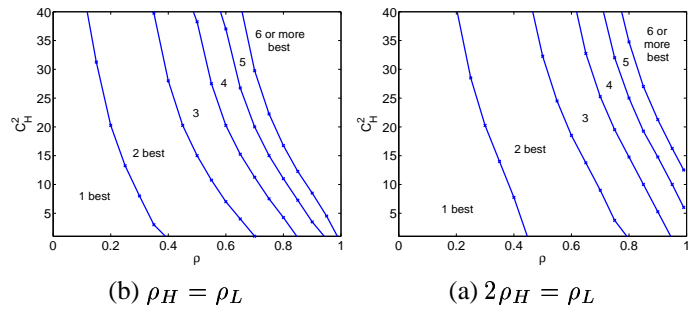 40
35
30
25
20
15
10
5
C_H^2
6 or more
best
5
4
3
2 best
1 best
0 0.2 0.4 0.6 0.8 1
ρ
(b) ρ_H = ρ_L
40
35
30
25
20
15
10
5
C_H^2
6 or
more
best
5
4
3
2 best
1 best
0 0.2 0.4 0.6 0.8 1
ρ
(a) 2ρ_H = ρ_L